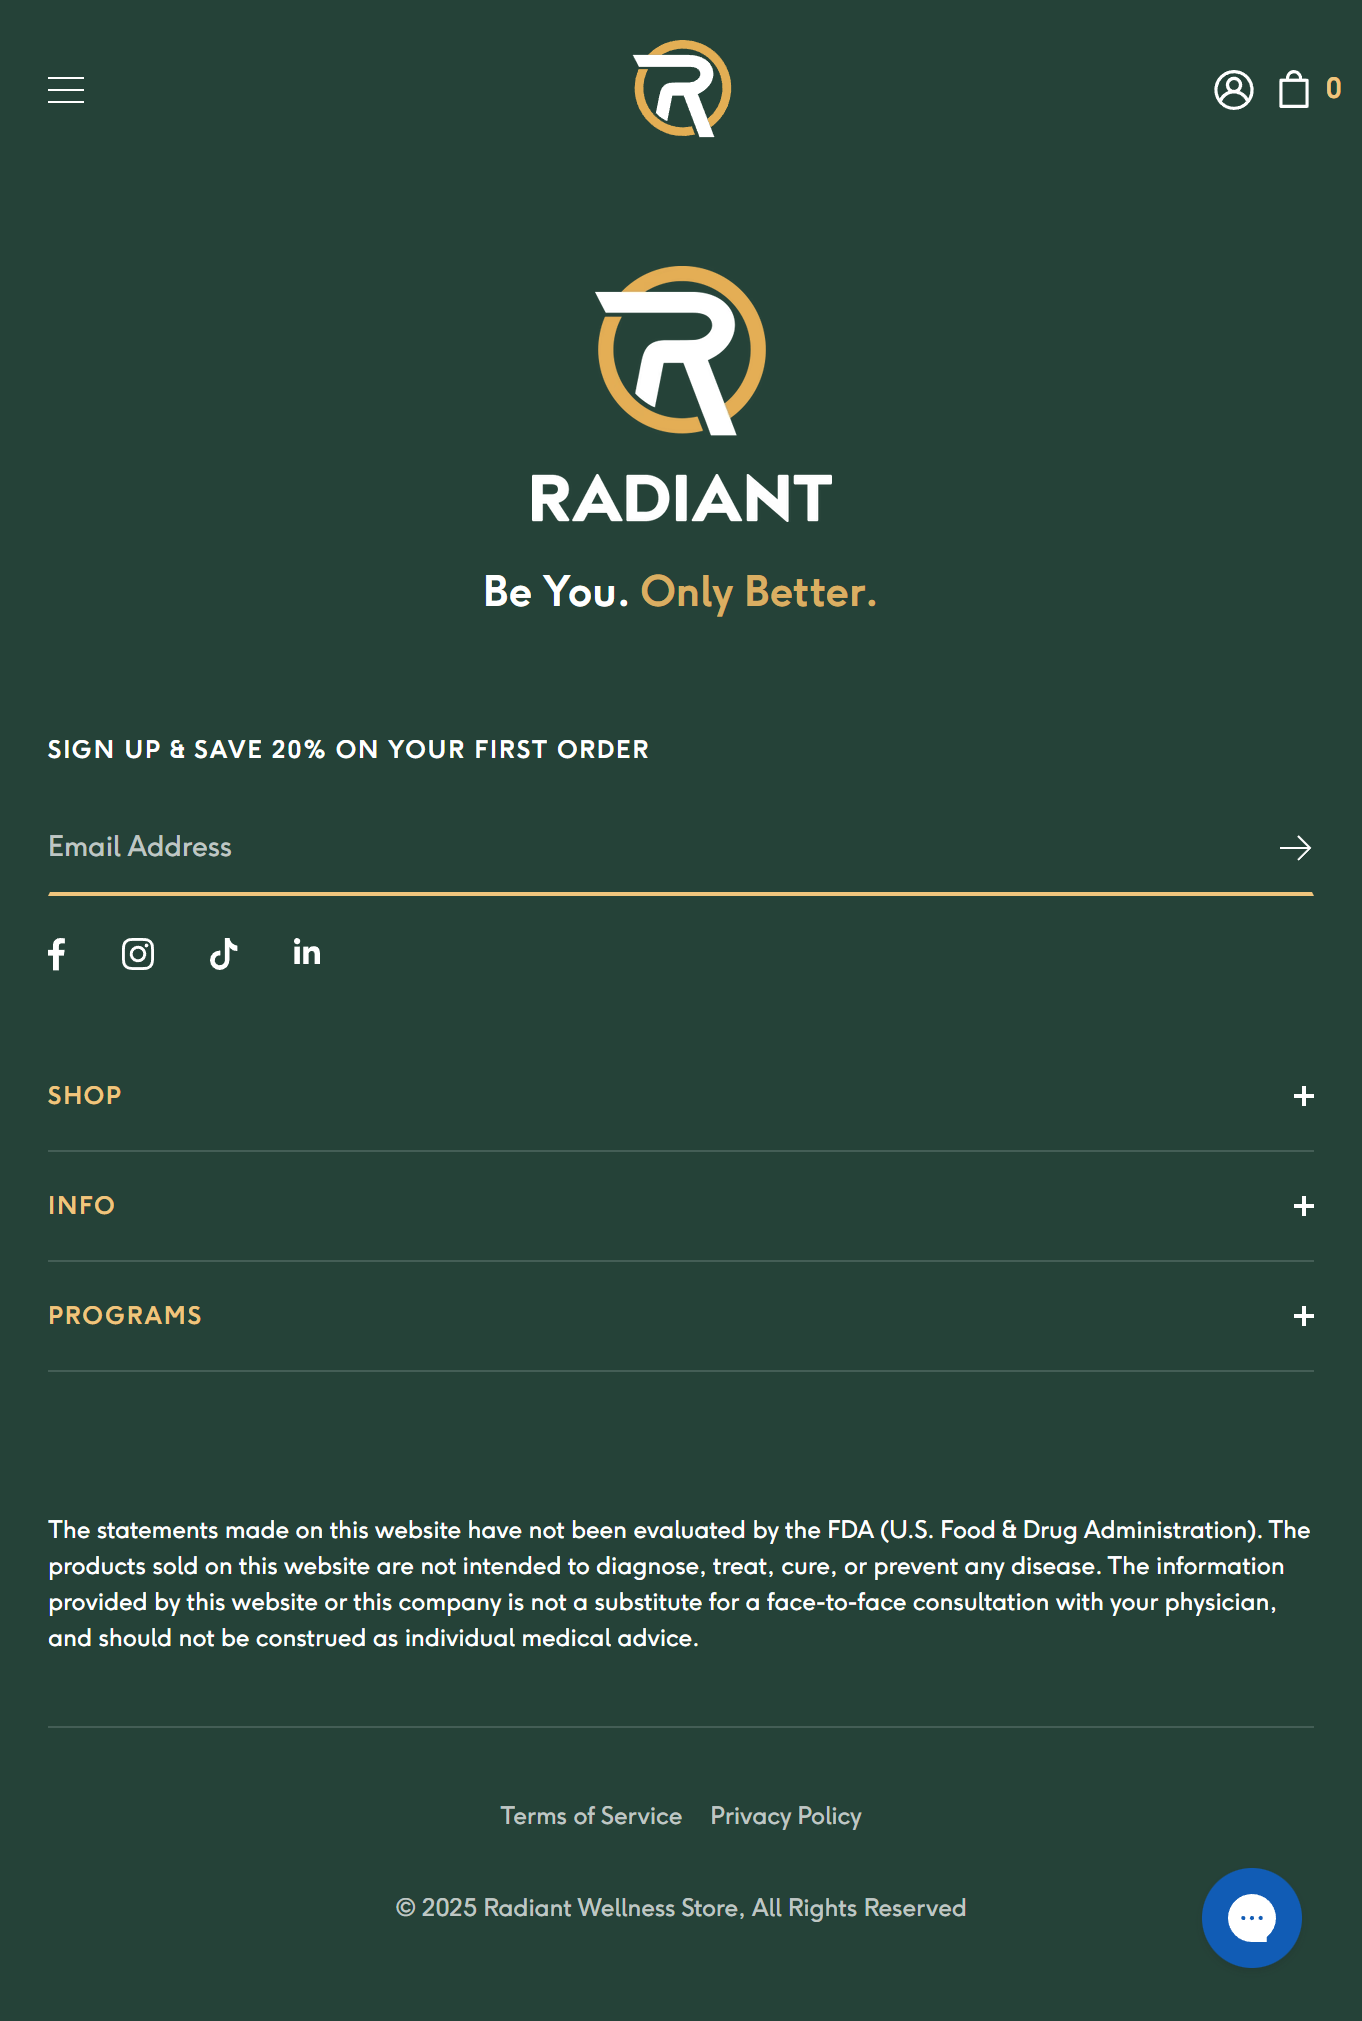 R
0
R
RADIANT
Be You. Only Better.
SIGN UP & SAVE 20% ON YOUR FIRST ORDER
Email Address
SHOP
INFO
PROGRAMS
The statements made on this website have not been evaluated by the FDA (U.S. Food & Drug Administration). The
products sold on this website are not intended to diagnose, treat, cure, or prevent any disease. The information
provided by this website or this company is not a substitute for a face-to-face consultation with your physician,
and should not be construed as individual medical advice.
Terms of Service Privacy Policy
© 2025 Radiant Wellness Store, All Rights Reserved